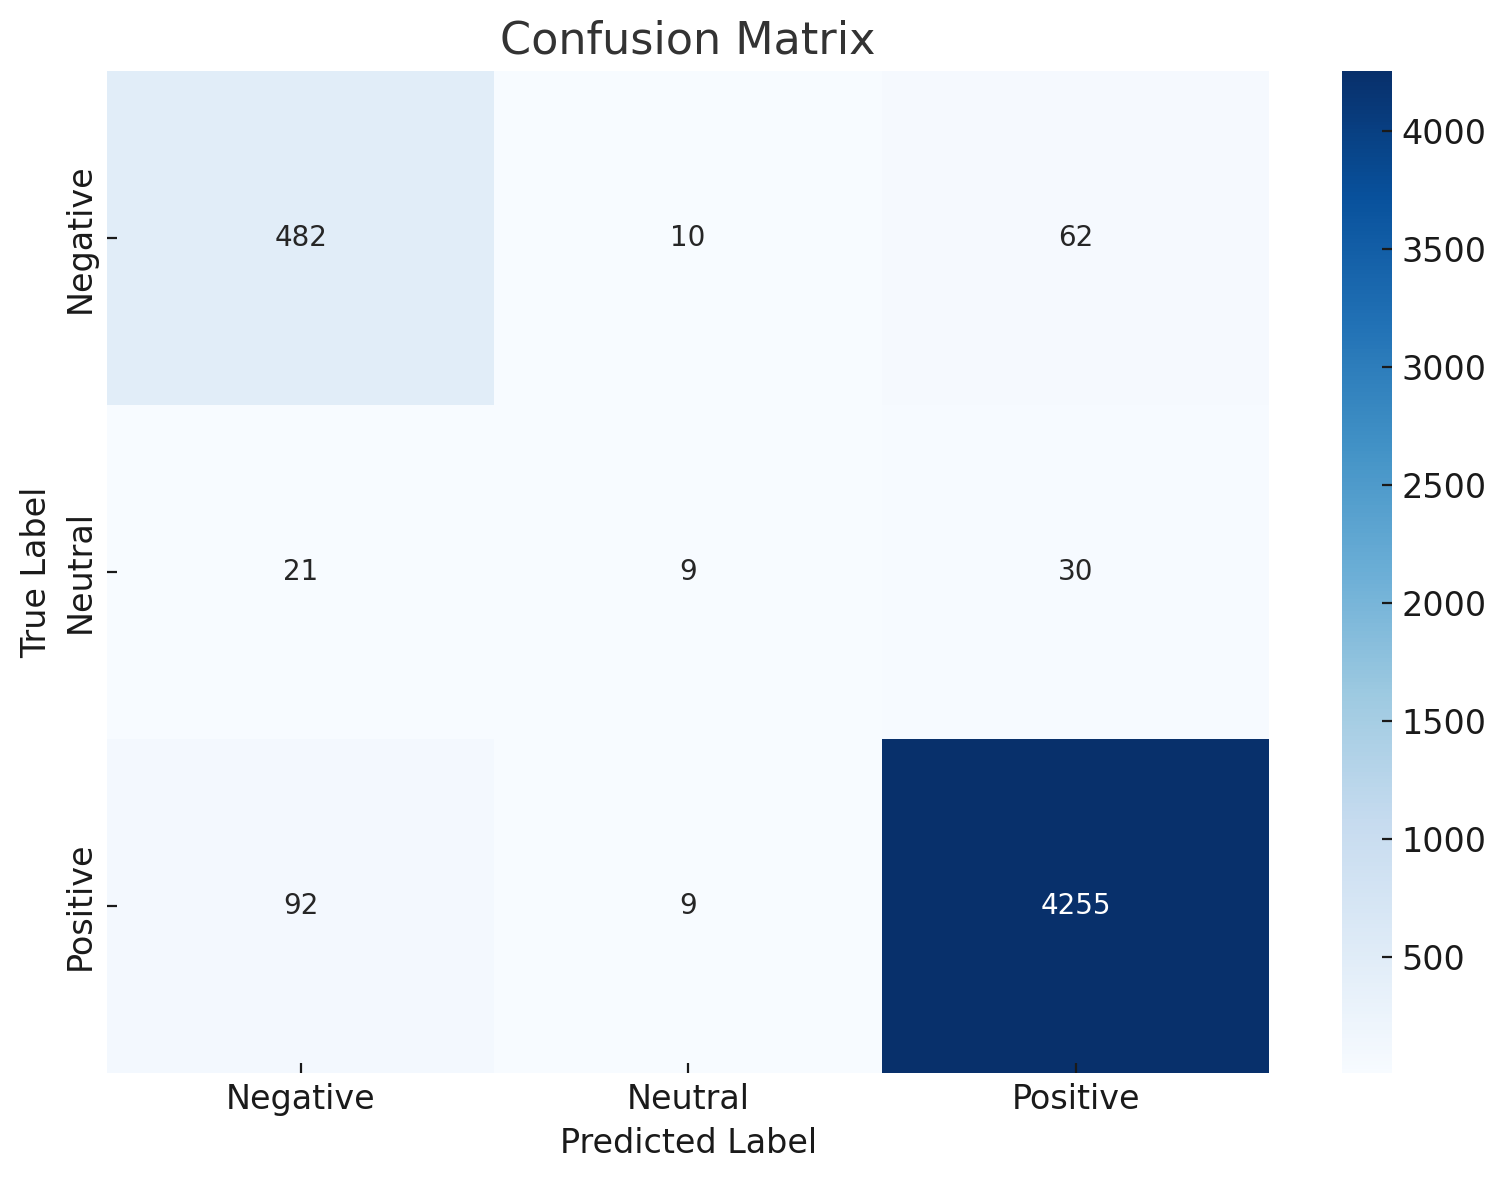 Confusion Matrix
Negative
482
10
62
True Label
Neutral
21
9
30
Positive
92
9
4255
Negative
Neutral
Positive
Predicted Label
4000
3500
3000
2500
2000
1500
1000
500